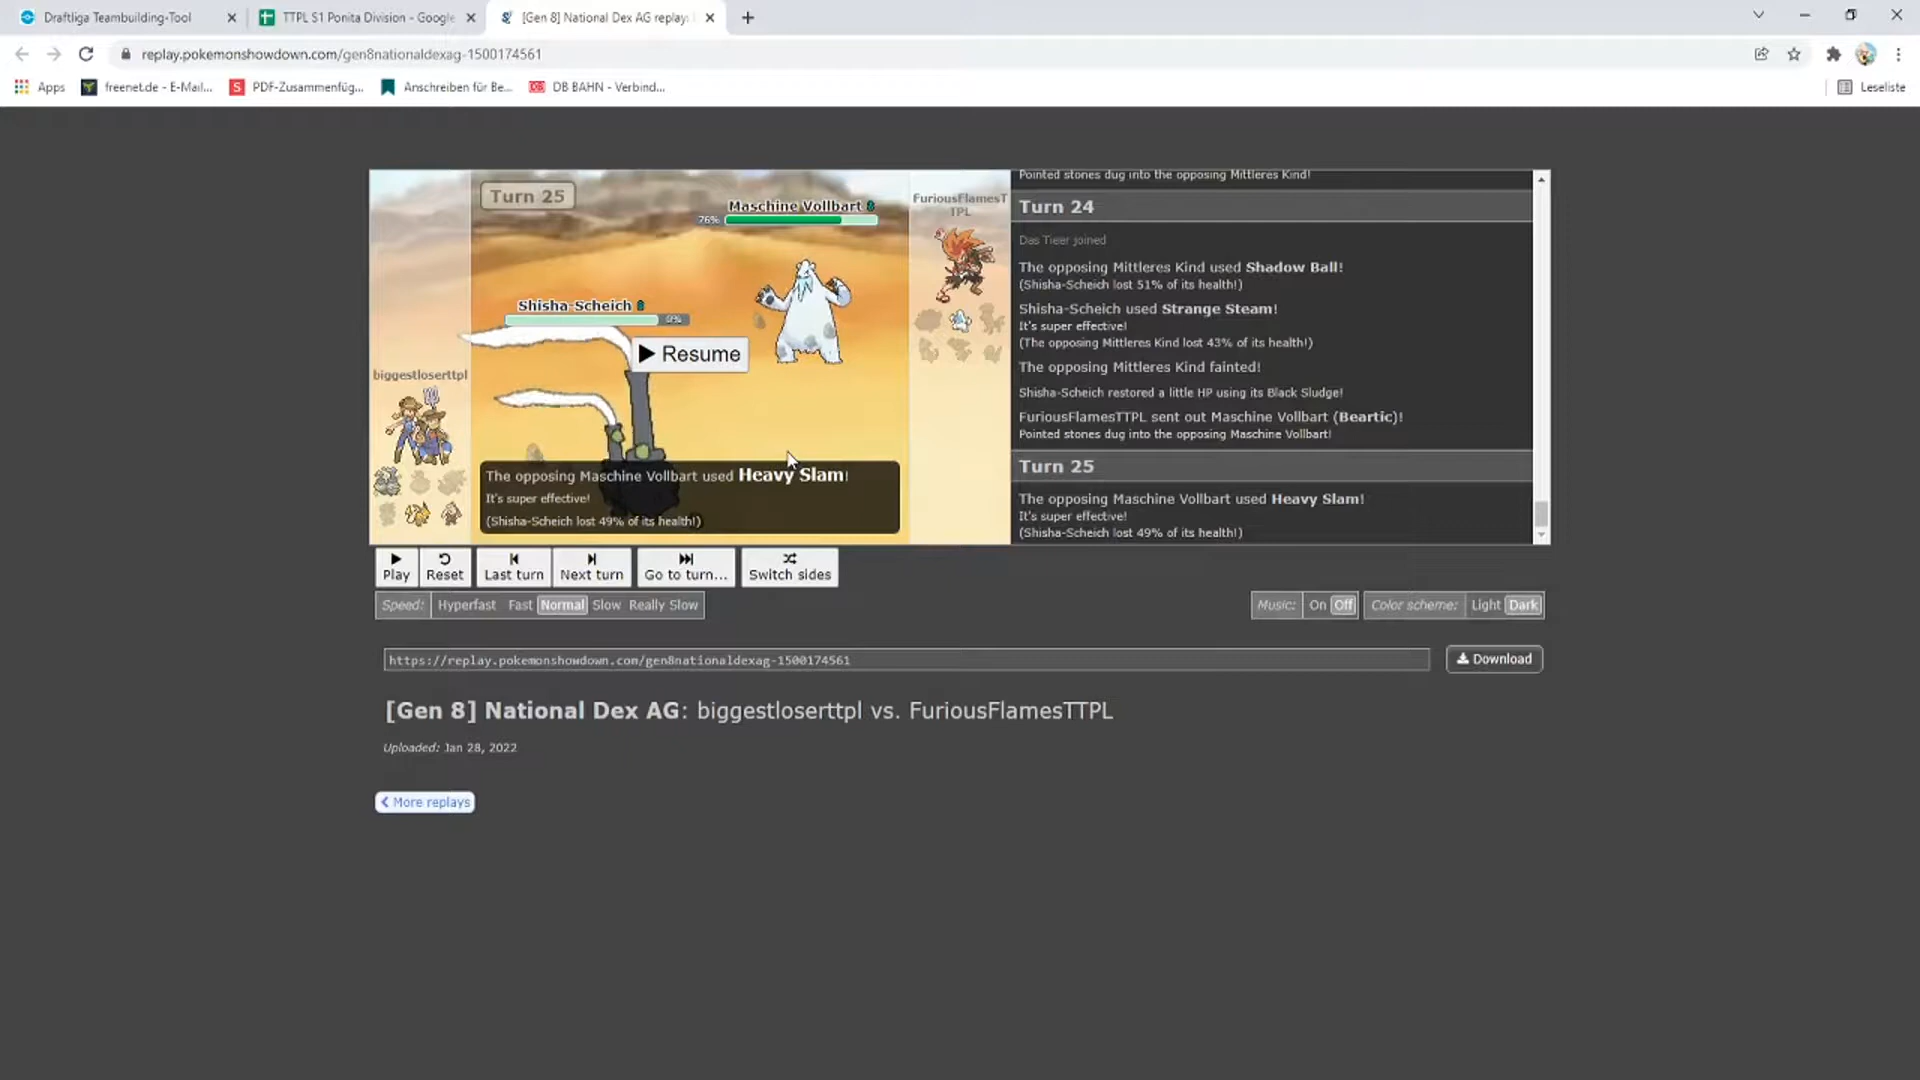 Draftliga Teambuilding-Tool
TTPL S1 Ponita Division - Google
[Gen 8] National Dex AG replay:
replay.pokemonshowdown.com/gen8nationaldexag-1500174561
Apps
freenet.de - E-Mail...
PDF-Zusammenfüg...
Anschreiben für Be...
DB BAHN - Verbind...
Leseliste
Turn 25
Maschine Vollbart
76%
FuriousFlamesT
TPL
Shisha-Scheich
0%
Resume
biggestloserttpl
The opposing Maschine Vollbart used Heavy Slam!
It's super effective!
(Shisha-Scheich lost 49% of its health!)
Pointed stones dug into the opposing Mittleres Kind!
Turn 24
Das Tieer joined
The opposing Mittleres Kind used Shadow Ball!
(Shisha-Scheich lost 51% of its health!)
Shisha-Scheich used Strange Steam!
It's super effective!
(The opposing Mittleres Kind lost 43% of its health!)
The opposing Mittleres Kind fainted!
Shisha-Scheich restored a little HP using its Black Sludge!
FuriousFlamesTTPL sent out Maschine Vollbart (Beartic)!
Pointed stones dug into the opposing Maschine Vollbart!
Turn 25
The opposing Maschine Vollbart used Heavy Slam!
It's super effective!
(Shisha-Scheich lost 49% of its health!)
Play
Reset
Last turn
Next turn
Go to turn...
Switch sides
Speed: Hyperfast Fast Normal Slow Really Slow
Music: On Off
Color scheme: Light Dark
https://replay.pokemonshowdown.com/gen8nationaldexag-1500174561
Download
[Gen 8] National Dex AG: biggestloserttpl vs. FuriousFlamesTTPL
Uploaded: Jan 28, 2022
More replays